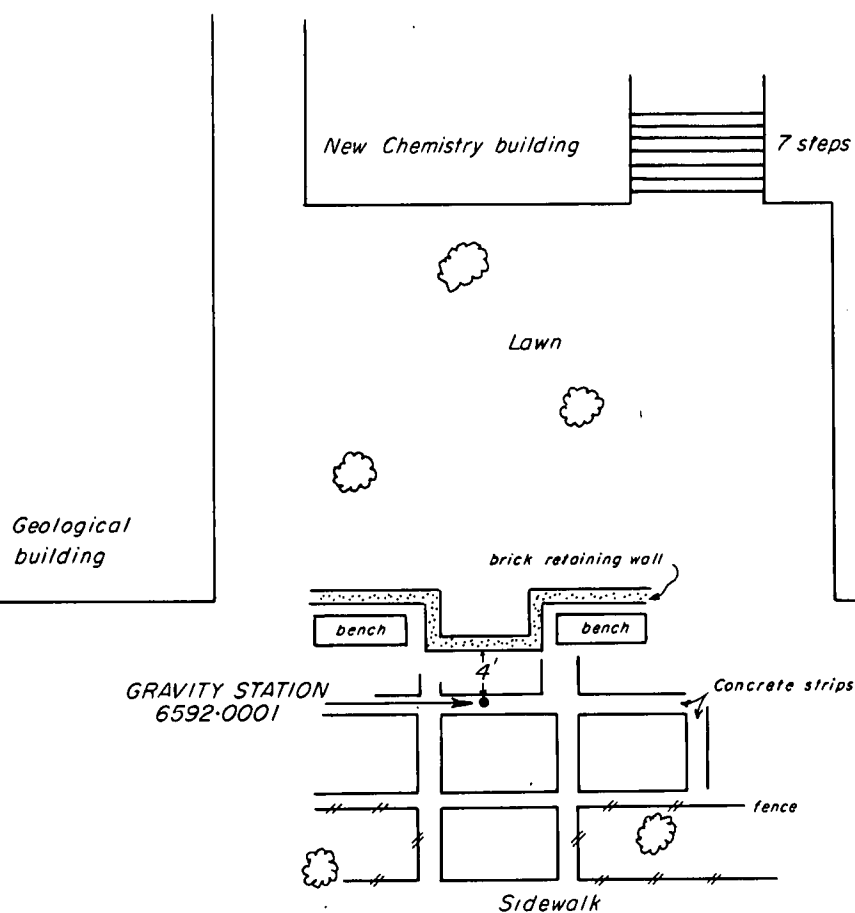 New Chemistry building
7 steps
Lawn
Geological
building
brick retaining wall
bench
bench
4'
GRAVITY STATION
6592·0001
Concrete strips
fence
Sidewalk